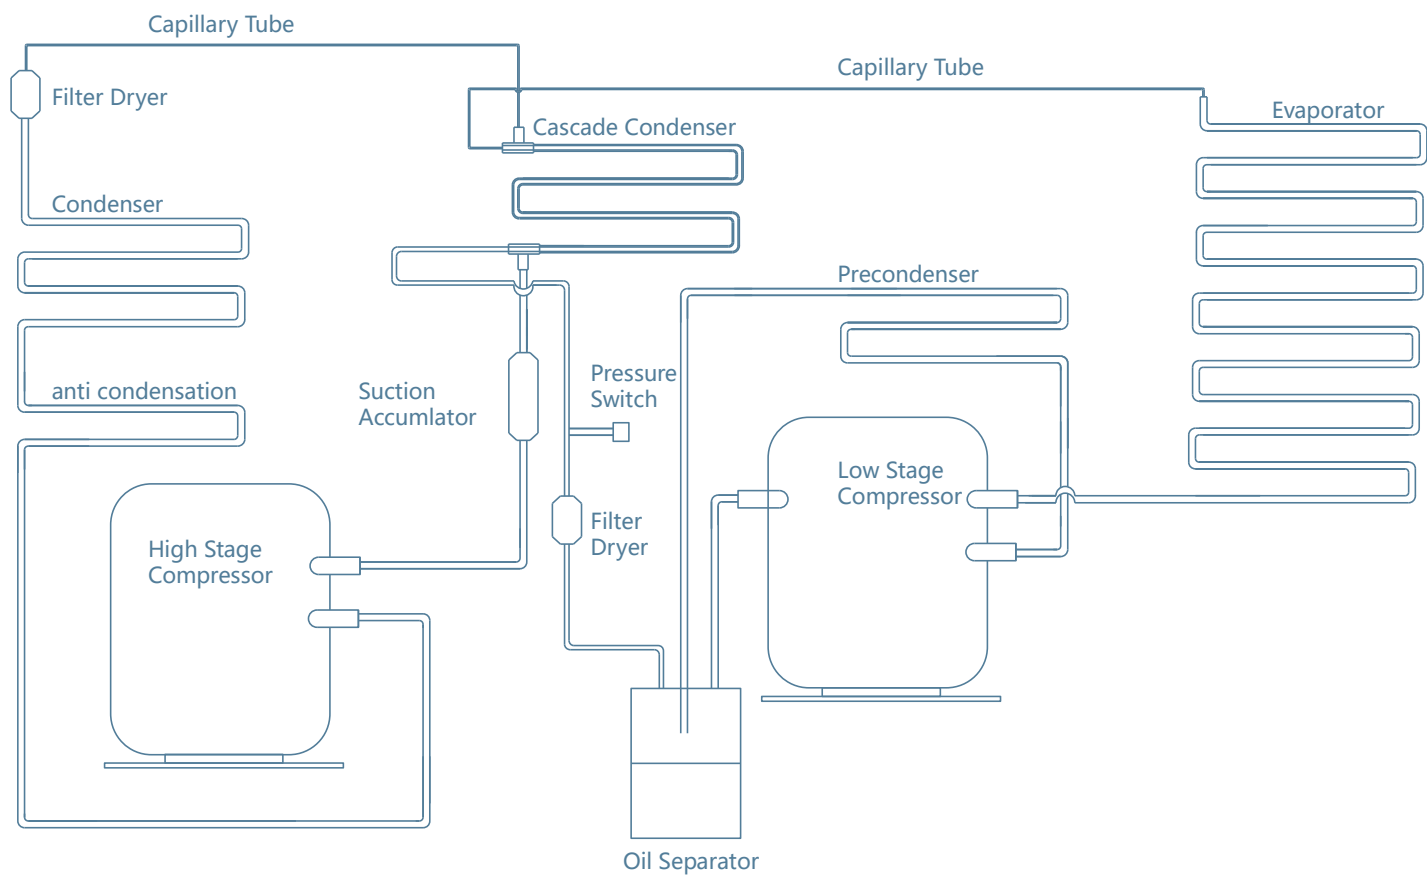 Capillary Tube
Capillary Tube
Filter Dryer
Evaporator
Cascade Condenser
Condenser
Precondenser
anti condensation
Suction
Accumlator
Pressure
Switch
Low Stage
Compressor
Filter
Dryer
High Stage
Compressor
Oil Separator